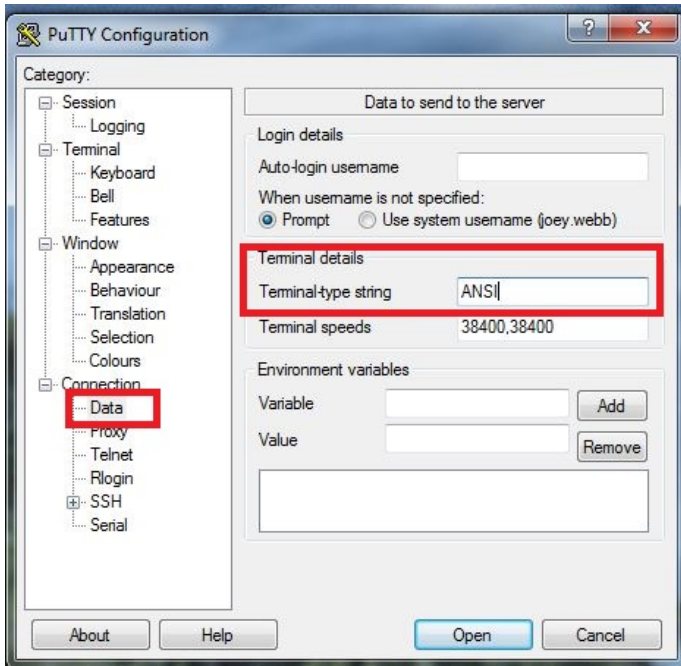 PuTTY Configuration
?
X
Category:
Session
Logging
Terminal
Keyboard
Bell
Features
Window
Appearance
Behaviour
Translation
Selection
Colours
Connection
Data
Proxy
Telnet
Rlogin
SSH
Serial
Data to send to the server
Login details
Auto-login username
When username is not specified:
Prompt Use system username (joey.webb)
Terminal details
Terminal-type string ANSI
Terminal speeds 38400,38400
Environment variables
Variable Add
Value Remove
About Help Open Cancel